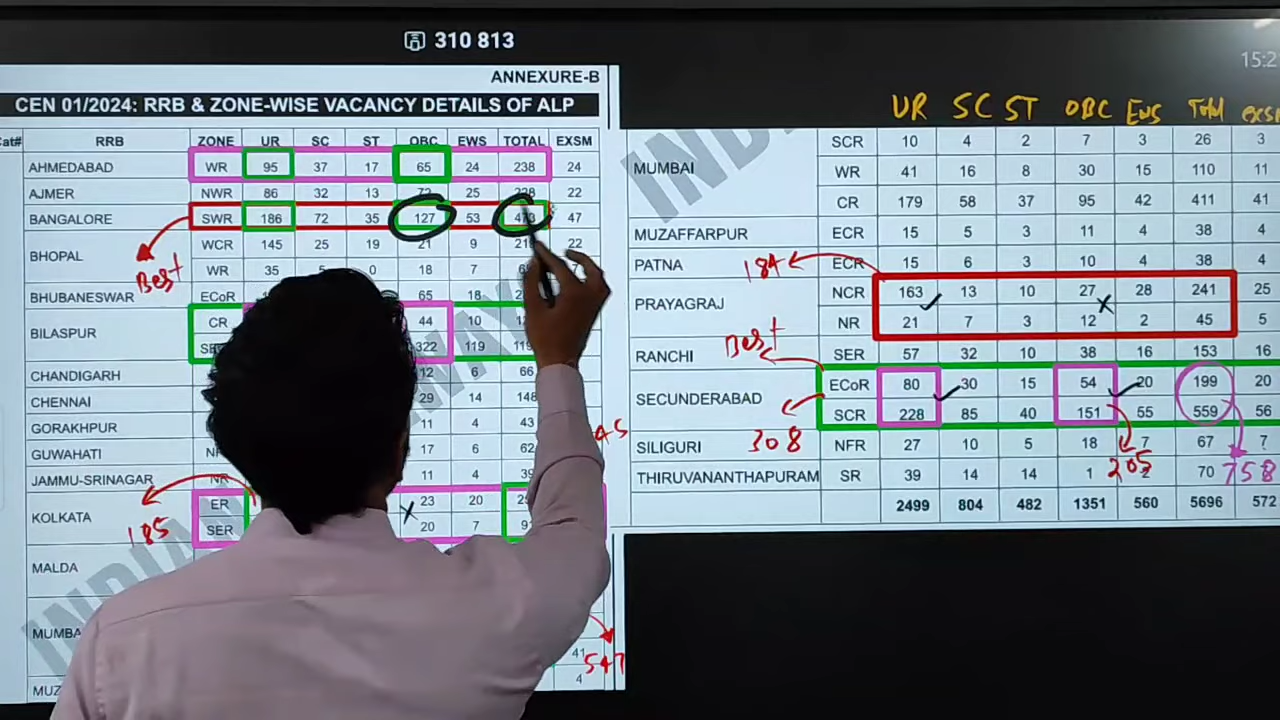 310 813
15:2
ANNEXURE-B
CEN 01/2024: RRB & ZONE-WISE VACANCY DETAILS OF ALP
Cat# RRB ZONE UR SC ST OBC EWS TOTAL EXSM
AHMEDABAD WR 95 37 17 65 24 238 24
AJMER NWR 86 32 13 72 25 228 22
BANGALORE SWR 186 72 35 127 53 473 47
Best
BHOPAL
WCR 145 25 19 21 9 22
WR 35 0 18 7 7
BHUBANESWAR ECoR 65 18
BILASPUR
CR 44 10
322 119
CHANDIGARH 12 6 66
CHENNAI 29 14 148
GORAKHPUR 11 4 43
GUWAHATI 17 6 62
JAMMU-SRINAGAR NR 11 4 39
KOLKATA
ER 23 20
SER 20 7
185
MALDA
41
4
547
UR SC ST OBC EWS Total EXSM
MUMBAI
SCR 10 4 2 7 3 26 3
WR 41 16 8 30 15 110 11
CR 179 58 37 95 42 411 41
MUZAFFARPUR ECR 15 5 3 11 4 38 4
PATNA ECR 15 6 3 10 4 38 4
184
PRAYAGRAJ
NCR 163 13 10 27 28 241 25
NR 21 7 3 12 2 45 5
Best
RANCHI SER 57 32 10 38 16 153 16
SECUNDERABAD
ECoR 80 30 15 54 20 199 20
SCR 228 85 40 151 55 559 56
308
SILIGURI NFR 27 10 5 18 7 67 ?
205
758
THIRUVANANTHAPURAM SR 39 14 14 1 2 70
2499 804 482 1351 560 5696 572